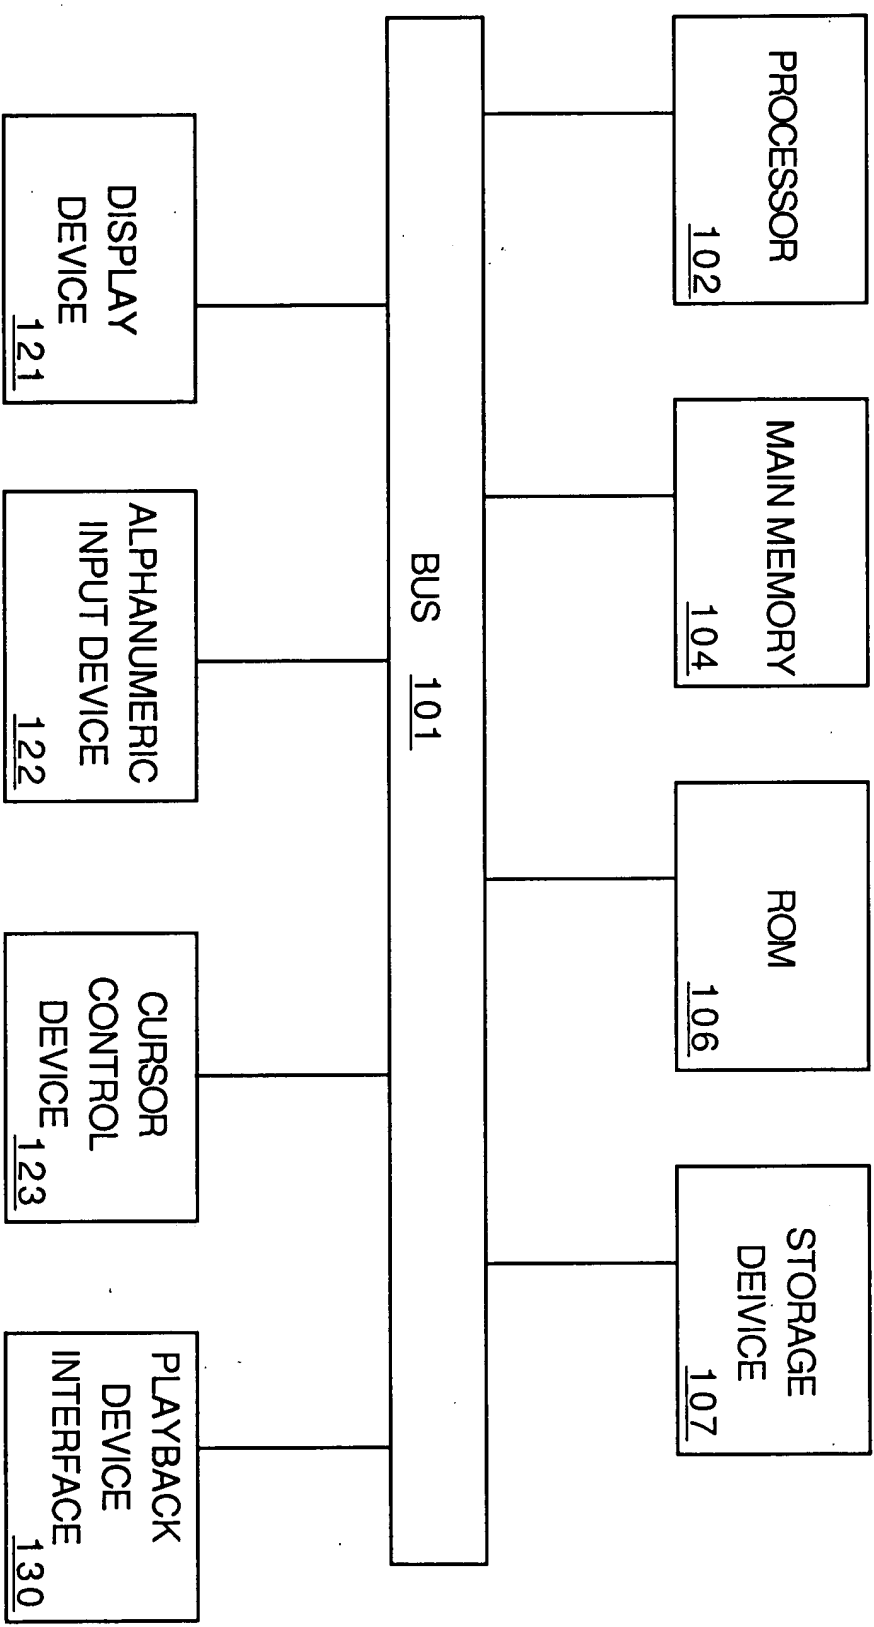 PROCESSOR
102
MAIN MEMORY
104
ROM
106
STORAGE
DEIVICE
107
BUS 101
DISPLAY
DEVICE
121
ALPHANUMERIC
INPUT DEVICE
122
CURSOR
CONTROL
DEVICE
123
PLAYBACK
DEVICE
INTERFACE
130